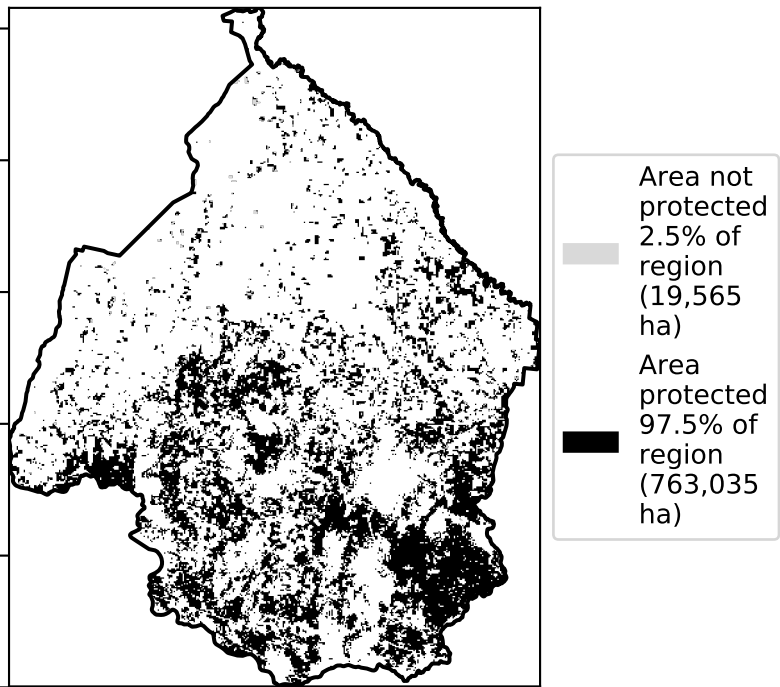 Area not
protected
2.5% of
region
(19,565
ha)
Area
protected
97.5% of
region
(763,035
ha)